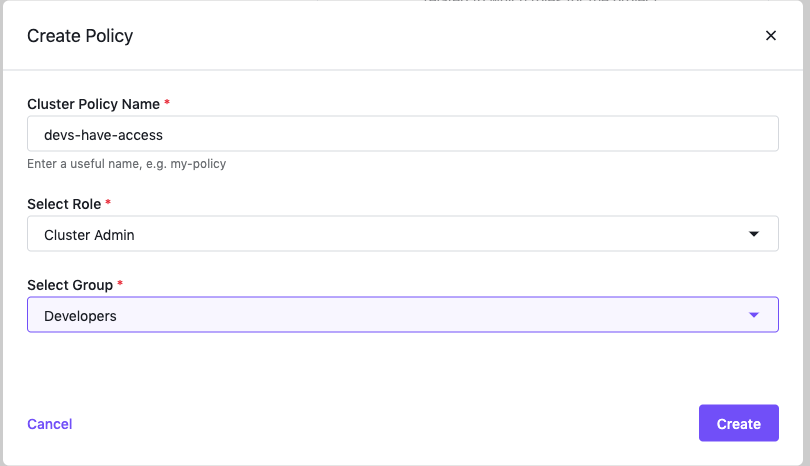 Create Policy
Cluster Policy Name *
devs-have-access
Enter a useful name, e.g. my-policy
Select Role *
Cluster Admin
Select Group *
Developers
Cancel
Create